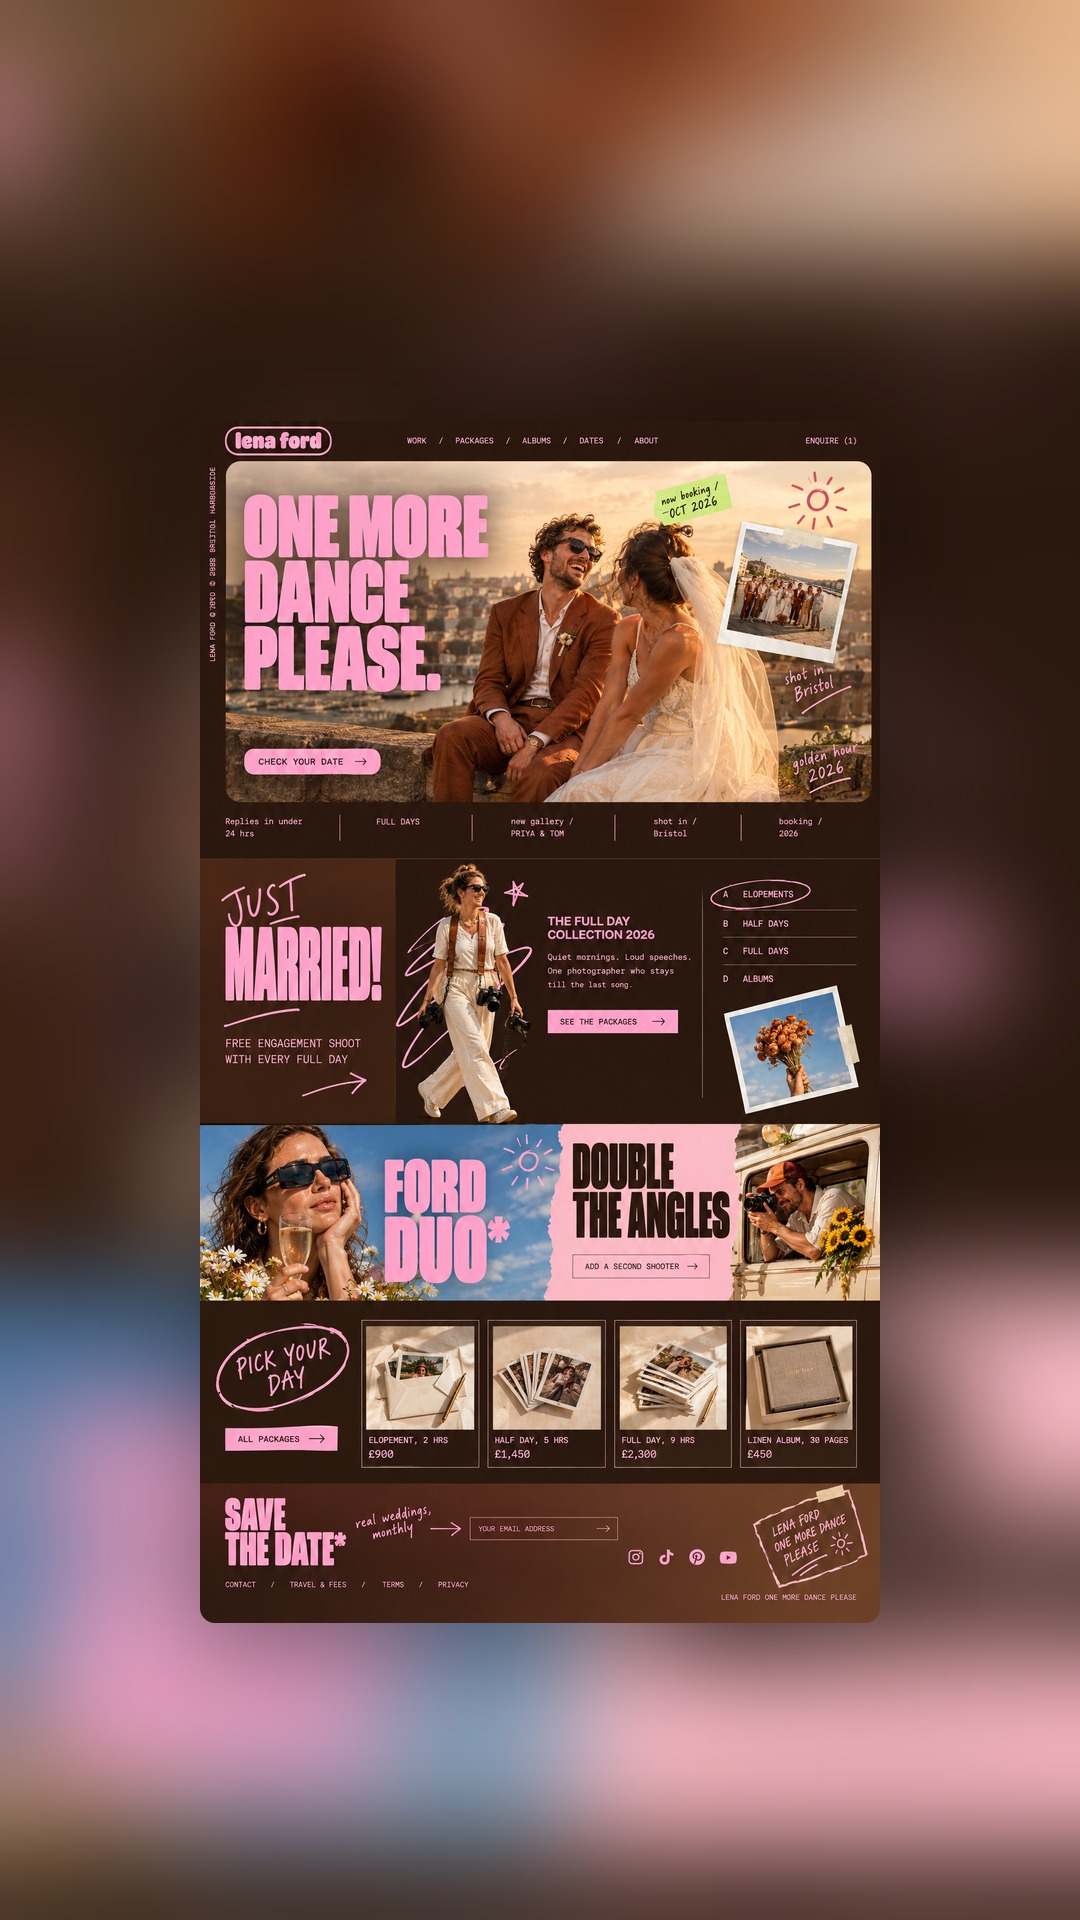 lena ford
WORK / PACKAGES / ALBUMS / DATES / ABOUT
ENQUIRE (1)
LENA FORD ©
HARBORSIDE
ONE MORE
DANCE
PLEASE.
now booking /
OCT 2026
shot in
Bristol
golden hour
2026
CHECK YOUR DATE
Replies in under
24 hrs
FULL DAYS
new gallery /
PRIYA & TOM
shot in /
Bristol
booking /
2026
JUST
MARRIED!
FREE ENGAGEMENT SHOOT
WITH EVERY FULL DAY
THE FULL DAY
COLLECTION 2026
Quiet mornings. Loud speeches.
One photographer who stays
till the last song.
SEE THE PACKAGES
A ELOPEMENTS
B HALF DAYS
C FULL DAYS
D ALBUMS
FORD
DUO*
DOUBLE
THE ANGLES
ADD A SECOND SHOOTER
PICK YOUR
DAY
ALL PACKAGES
ELOPEMENT, 2 HRS
£900
HALF DAY, 5 HRS
£1,450
FULL DAY, 9 HRS
£2,300
LINEN ALBUM, 30 PAGES
£450
SAVE
THE DATE*
real weddings,
monthly
YOUR EMAIL ADDRESS
LENA FORD
ONE MORE DANCE
PLEASE
CONTACT / TRAVEL & FEES / TERMS / PRIVACY
LENA FORD ONE MORE DANCE PLEASE